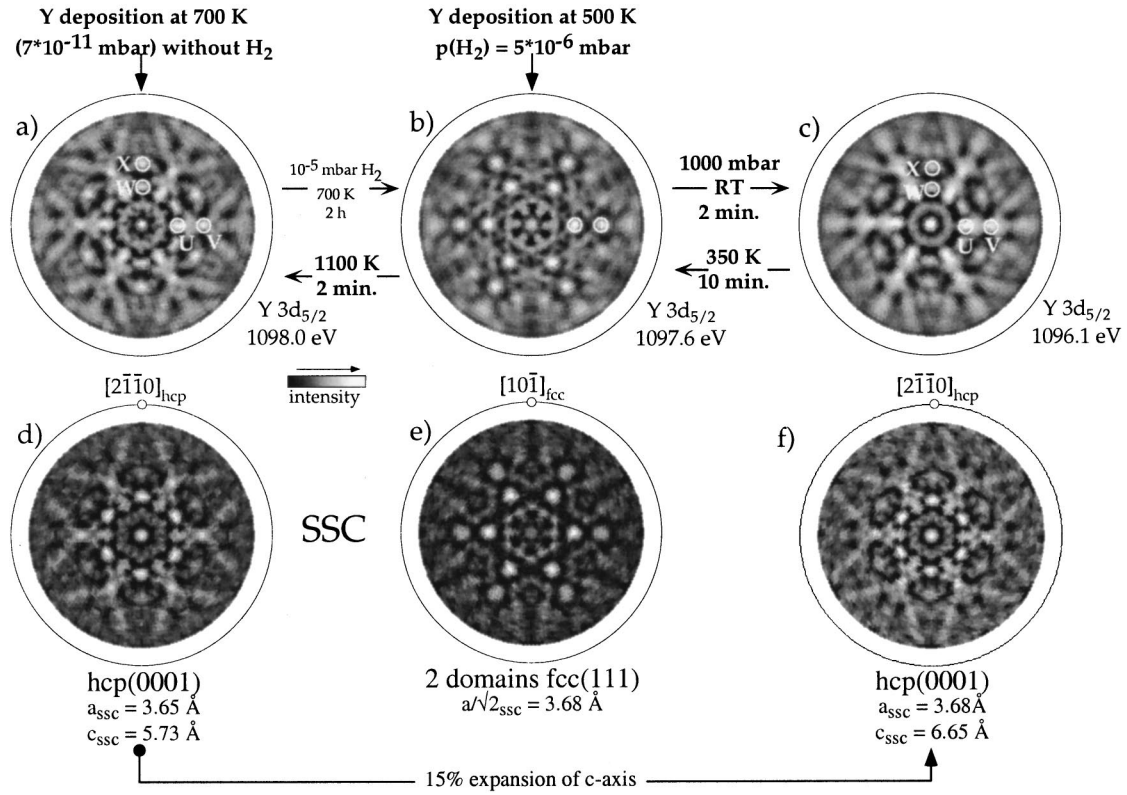 Y deposition at 700 K
(7*10-11 mbar) without H2
Y deposition at 500 K
p(H2) = 5*10-6 mbar
a)
X
W
U
V
10-5 mbar H2
700 K
2 h
1100 K
2 min.
Y 3d5/2
1098.0 eV
b)
1000 mbar
RT
2 min.
350 K
10 min.
Y 3d5/2
1097.6 eV
c)
X
W
U
V
Y 3d5/2
1096.1 eV
intensity
[21̄1̄0]hcp
[101̄]fcc
[21̄1̄0]hcp
d)
SSC
e)
f)
hcp(0001)
assc = 3.65 Å
cssc = 5.73 Å
2 domains fcc(111)
a/√2ssc = 3.68 Å
hcp(0001)
assc = 3.68Å
cssc = 6.65 Å
15% expansion of c-axis